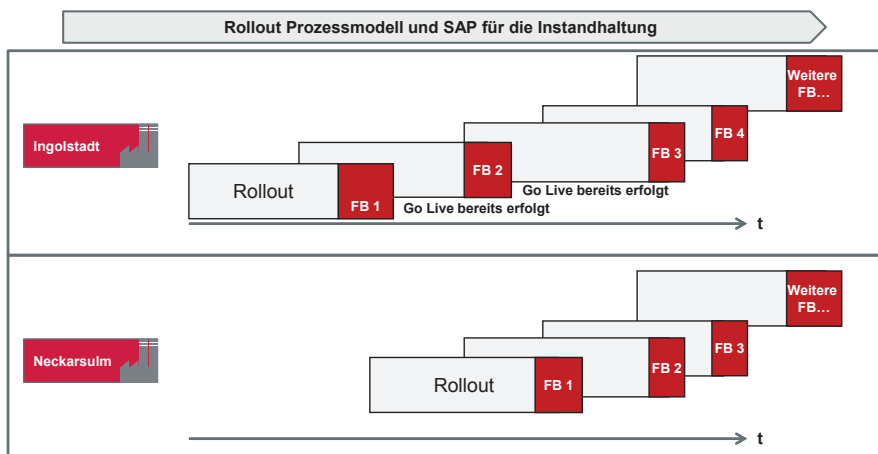 Rollout Prozessmodell und SAP für die Instandhaltung
Ingolstadt
Weitere
FB...
FB 4
FB 3
FB 2
Rollout
FB 1
Go Live bereits erfolgt
Go Live bereits erfolgt
t
Neckarsulm
Weitere
FB...
FB 3
FB 2
Rollout
FB 1
t